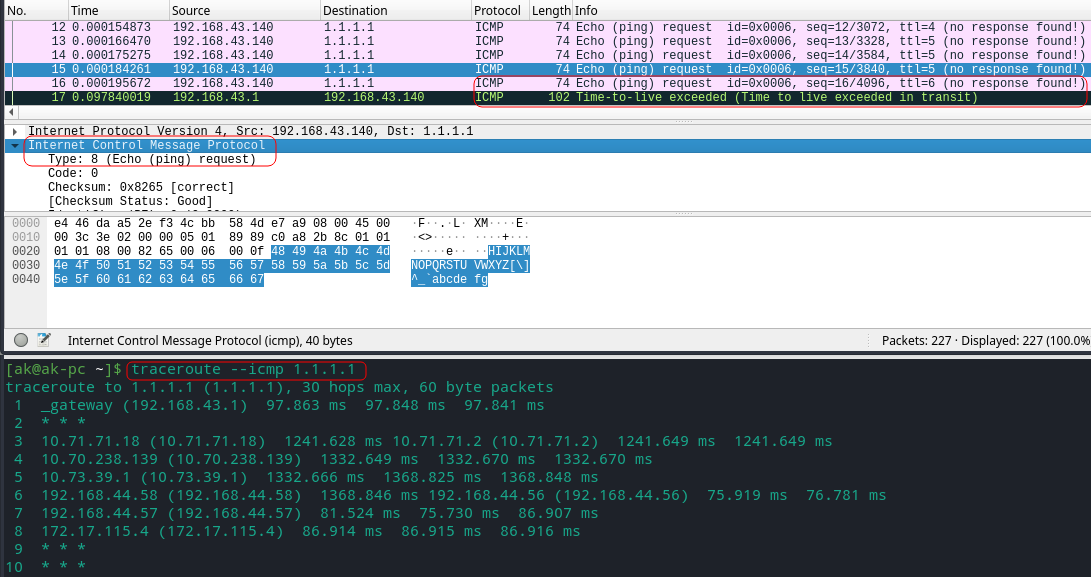 No. Time Source Destination Protocol Length Info
12 0.000154873 192.168.43.140 1.1.1.1 ICMP 74 Echo (ping) request id=0x0006, seq=12/3072, ttl=4 (no response found!)
13 0.000166470 192.168.43.140 1.1.1.1 ICMP 74 Echo (ping) request id=0x0006, seq=13/3328, ttl=5 (no response found!)
14 0.000175275 192.168.43.140 1.1.1.1 ICMP 74 Echo (ping) request id=0x0006, seq=14/3584, ttl=5 (no response found!)
15 0.000184261 192.168.43.140 1.1.1.1 ICMP 74 Echo (ping) request id=0x0006, seq=15/3840, ttl=5 (no response found!)
16 0.000195672 192.168.43.140 1.1.1.1 ICMP 74 Echo (ping) request id=0x0006, seq=16/4096, ttl=6 (no response found!)
17 0.097840019 192.168.43.1 192.168.43.140 ICMP 102 Time-to-live exceeded (Time to live exceeded in transit)
Internet Protocol Version 4, Src: 192.168.43.140, Dst: 1.1.1.1
Internet Control Message Protocol
Type: 8 (Echo (ping) request)
Code: 0
Checksum: 0x8265 [correct]
[Checksum Status: Good]
0000 e4 46 da a5 2e f3 4c bb 58 4d e7 a9 08 00 45 00 ·F··.·L· XM····E·
0010 00 3c 3e 02 00 00 05 01 89 89 c0 a8 2b 8c 01 01 ·<>····· ····+···
0020 01 01 08 00 82 65 00 06 00 0f 48 49 4a 4b 4c 4d ·····e·· ··HIJKLM
0030 4e 4f 50 51 52 53 54 55 56 57 58 59 5a 5b 5c 5d NOPQRSTU VWXYZ[\]
0040 5e 5f 60 61 62 63 64 65 66 67 ^_`abcde fg
Internet Control Message Protocol (icmp), 40 bytes Packets: 227 · Displayed: 227 (100.0%
[ak@ak-pc ~]$ traceroute --icmp 1.1.1.1
traceroute to 1.1.1.1 (1.1.1.1), 30 hops max, 60 byte packets
1 _gateway (192.168.43.1) 97.863 ms 97.848 ms 97.841 ms
2 * * *
3 10.71.71.18 (10.71.71.18) 1241.628 ms 10.71.71.2 (10.71.71.2) 1241.649 ms 1241.649 ms
4 10.70.238.139 (10.70.238.139) 1332.649 ms 1332.670 ms 1332.670 ms
5 10.73.39.1 (10.73.39.1) 1332.666 ms 1368.825 ms 1368.848 ms
6 192.168.44.58 (192.168.44.58) 1368.846 ms 192.168.44.56 (192.168.44.56) 75.919 ms 76.781 ms
7 192.168.44.57 (192.168.44.57) 81.524 ms 75.730 ms 86.907 ms
8 172.17.115.4 (172.17.115.4) 86.914 ms 86.915 ms 86.916 ms
9 * * *
10 * * *